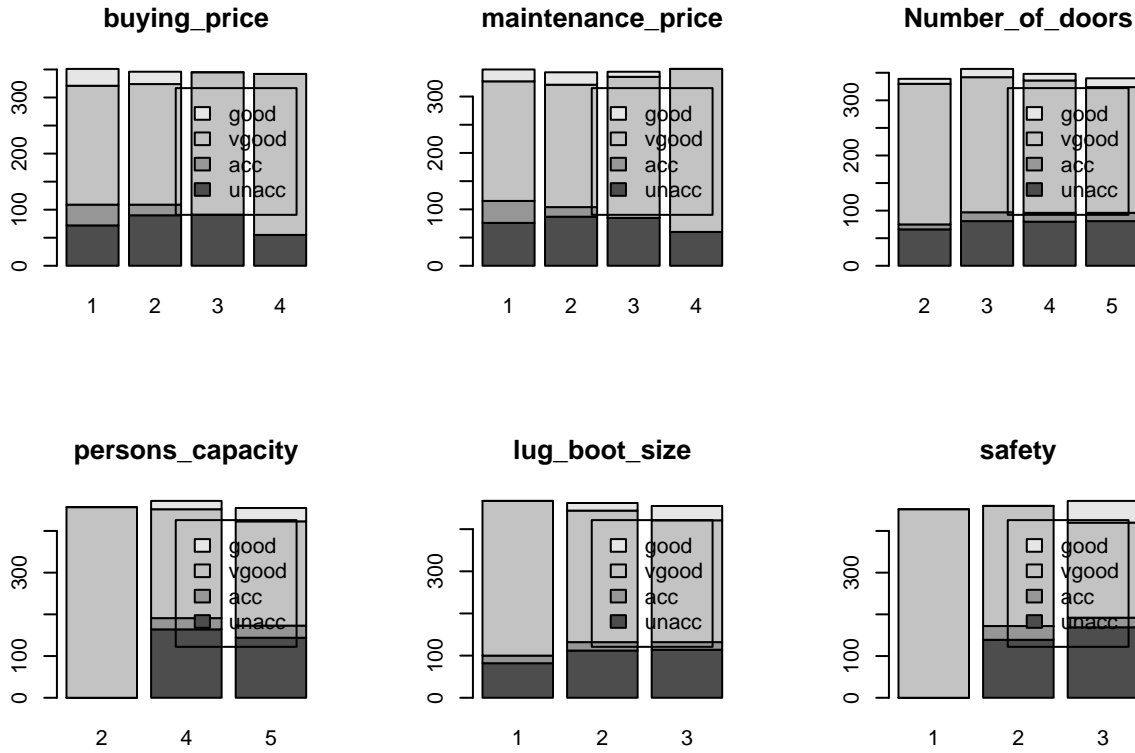 buying_price
300
200
100
0
good
vgood
acc
unacc
1 2 3 4
maintenance_price
300
200
100
0
good
vgood
acc
unacc
1 2 3 4
Number_of_doors
300
200
100
0
good
vgood
acc
unacc
2 3 4 5
persons_capacity
300
100
0
good
vgood
acc
unacc
2 4 5
lug_boot_size
300
100
0
good
vgood
acc
unacc
1 2 3
safety
300
100
0
good
vgood
acc
unacc
1 2 3